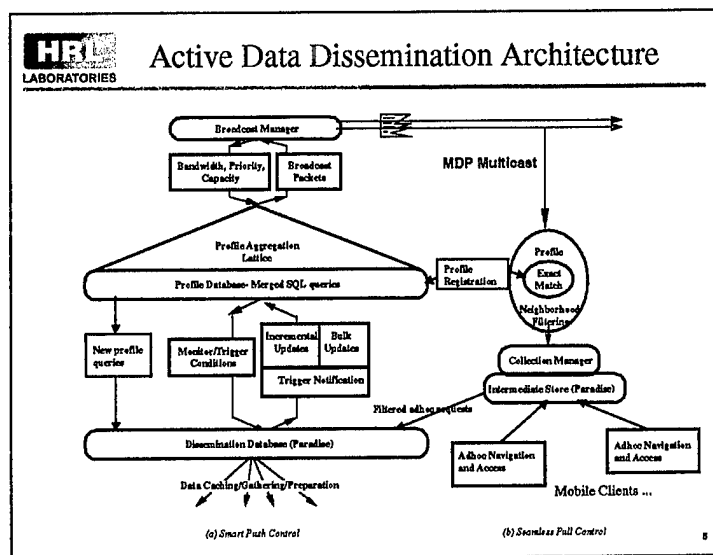 HRL
LABORATORIES
Active Data Dissemination Architecture
Broadcast Manager
Bandwidth, Priority,
Capacity
Broadcast
Packets
MDP Multicast
Profile Aggregation
Lattice
Profile Database- Merged SQL queries
Profile
Registration
Profile
Exact
Match
Neighborhood
Filtering
New profile
queries
Monitor/Trigger
Conditions
Incremental
Updates
Bulk
Updates
Trigger Notification
Collection Manager
Intermediate Store (Paradise)
Filtered adhoc requests
Dissemination Database (Paradise)
Adhoc Navigation
and Access
Adhoc Navigation
and Access
Data Caching/Gathering/Preparation
Mobile Clients ...
(a) Smart Push Control
(b) Seamless Pull Control